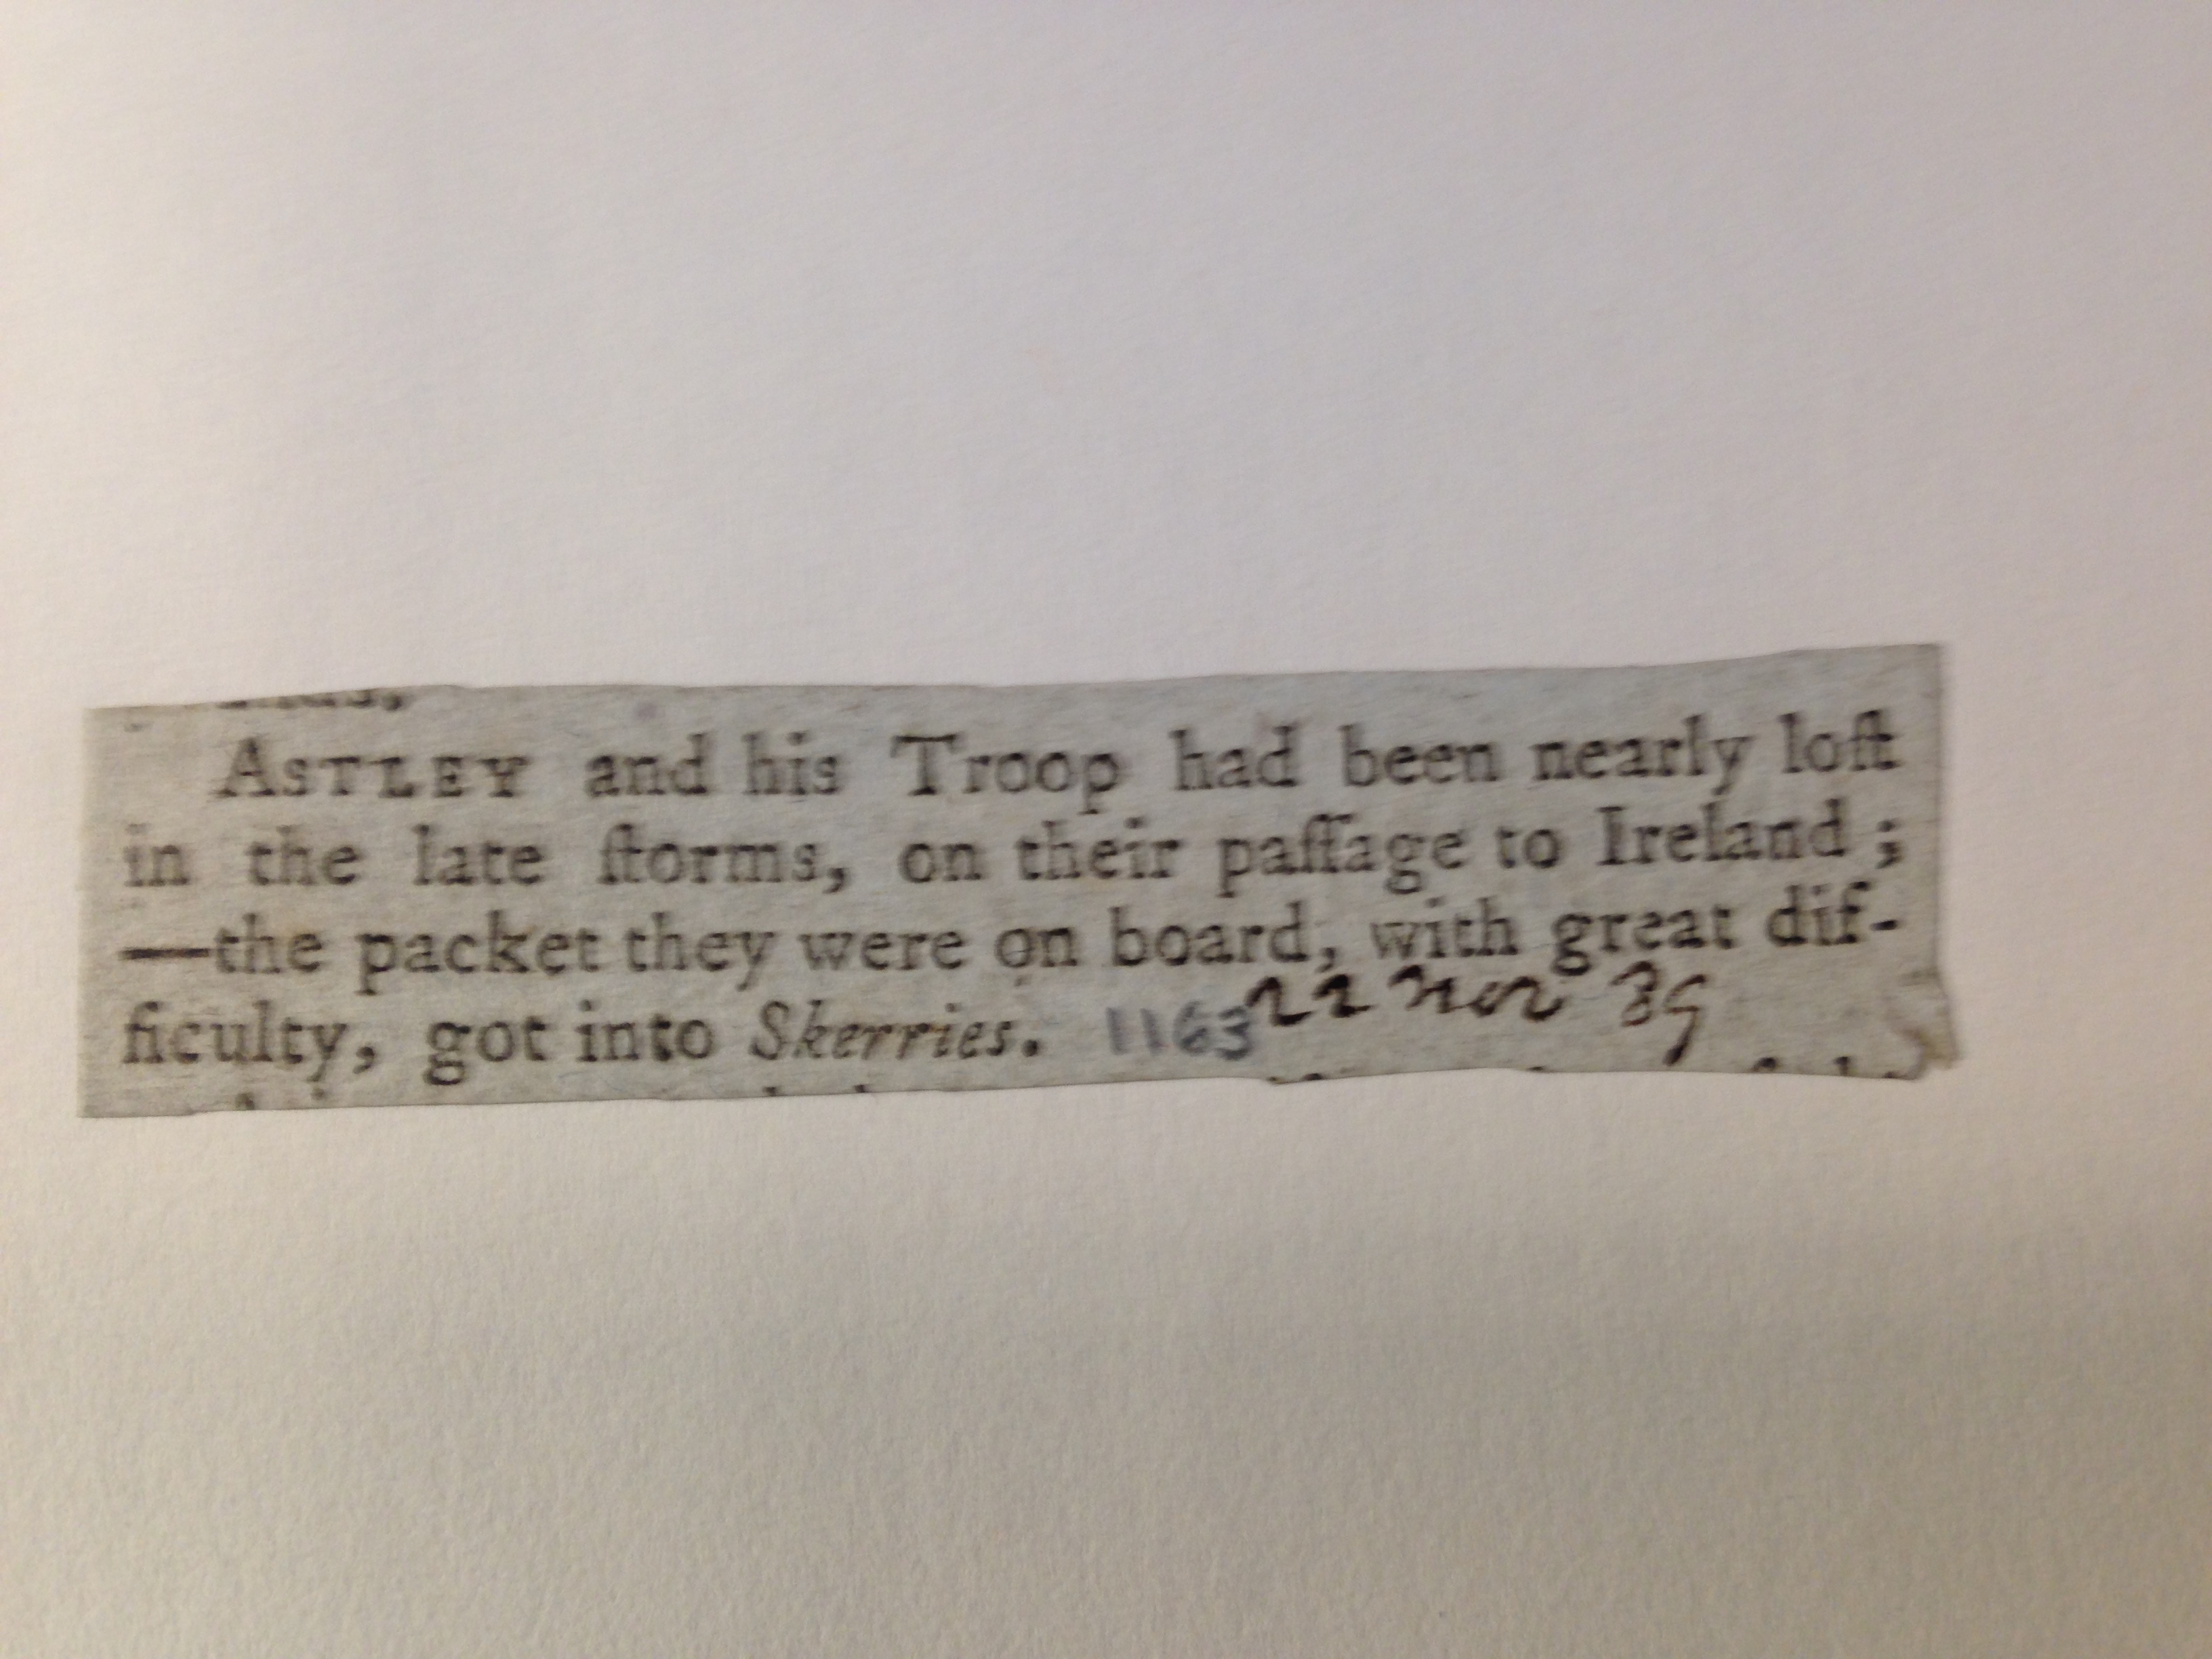 ASTLEY and his Troop had been nearly loſt
in the late ſtorms, on their paſſage to Ireland ;
—the packet they were on board, with great dif-
ficulty, got into Skerries. 1163 22 Nov 89